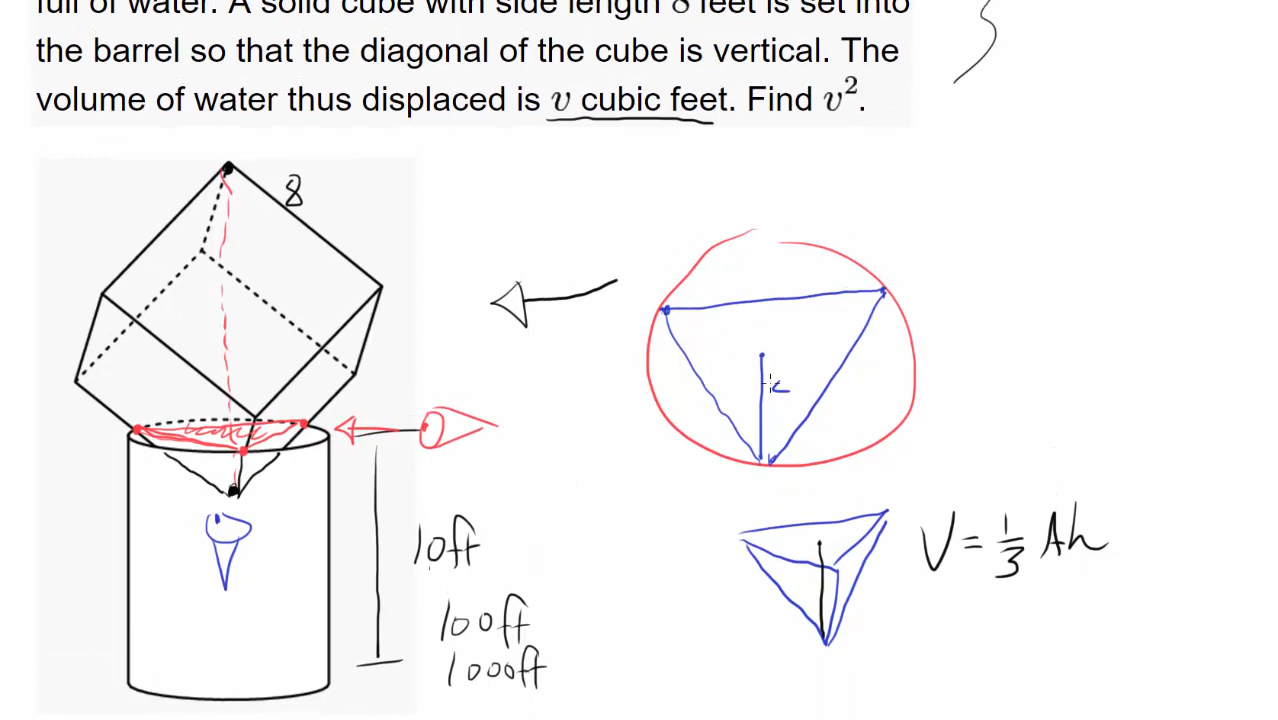 full of water. A solid cube with side length 8 feet is set into
the barrel so that the diagonal of the cube is vertical. The
volume of water thus displaced is v cubic feet. Find v².
8
10ft
100ft
1000ft
V = 1/3 Ah